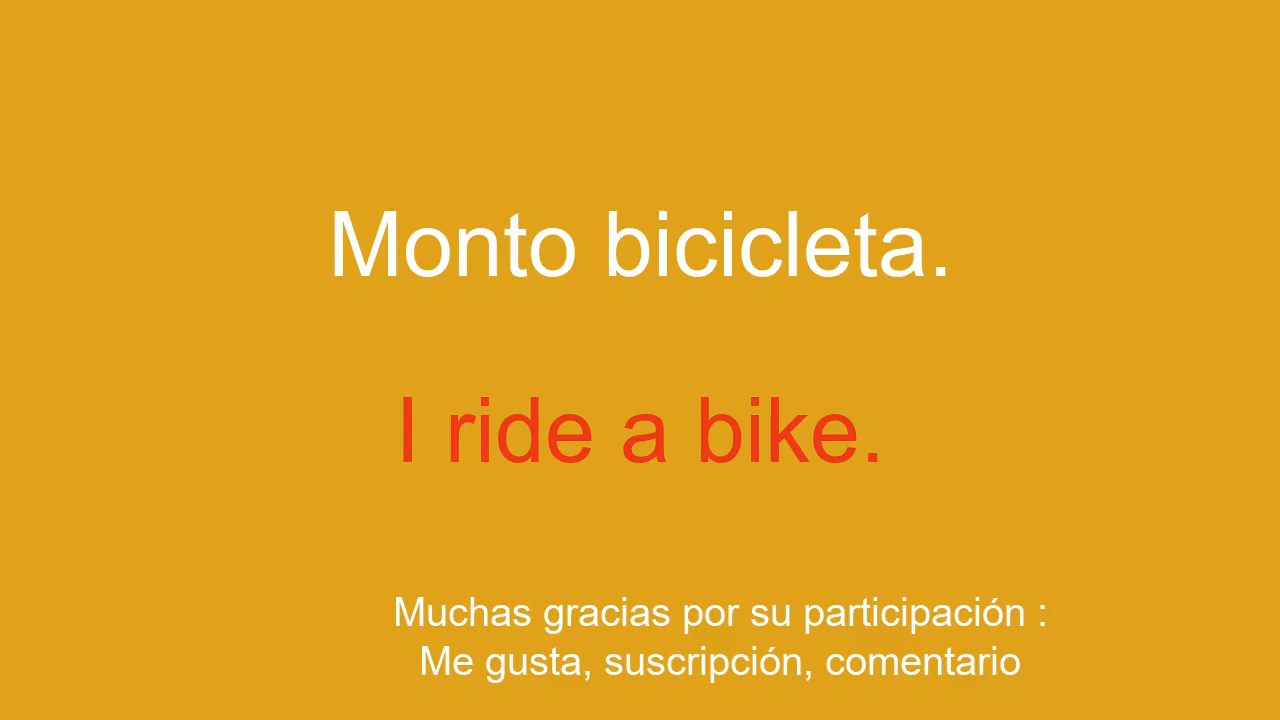 Monto bicicleta.
I ride a bike.
Muchas gracias por su participación :
Me gusta, suscripción, comentario